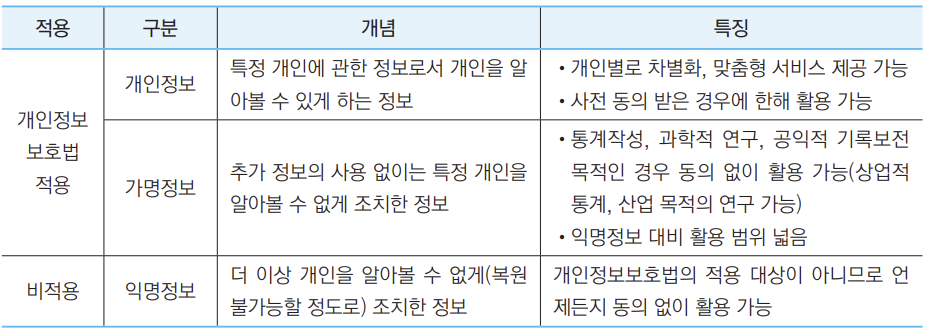 적용 구분 개념 특징
개인정보
보호법
적용
개인정보
특정 개인에 관한 정보로서 개인을 알
아볼 수 있게 하는 정보
• 개인별로 차별화, 맞춤형 서비스 제공 가능
• 사전 동의 받은 경우에 한해 활용 가능
가명정보
추가 정보의 사용 없이는 특정 개인을
알아볼 수 없게 조치한 정보
• 통계작성, 과학적 연구, 공익적 기록보전
목적인 경우 동의 없이 활용 가능(상업적
통계, 산업 목적의 연구 가능)
• 익명정보 대비 활용 범위 넓음
비적용
익명정보
더 이상 개인을 알아볼 수 없게(복원
불가능할 정도로) 조치한 정보
개인정보보호법의 적용 대상이 아니므로 언
제든지 동의 없이 활용 가능